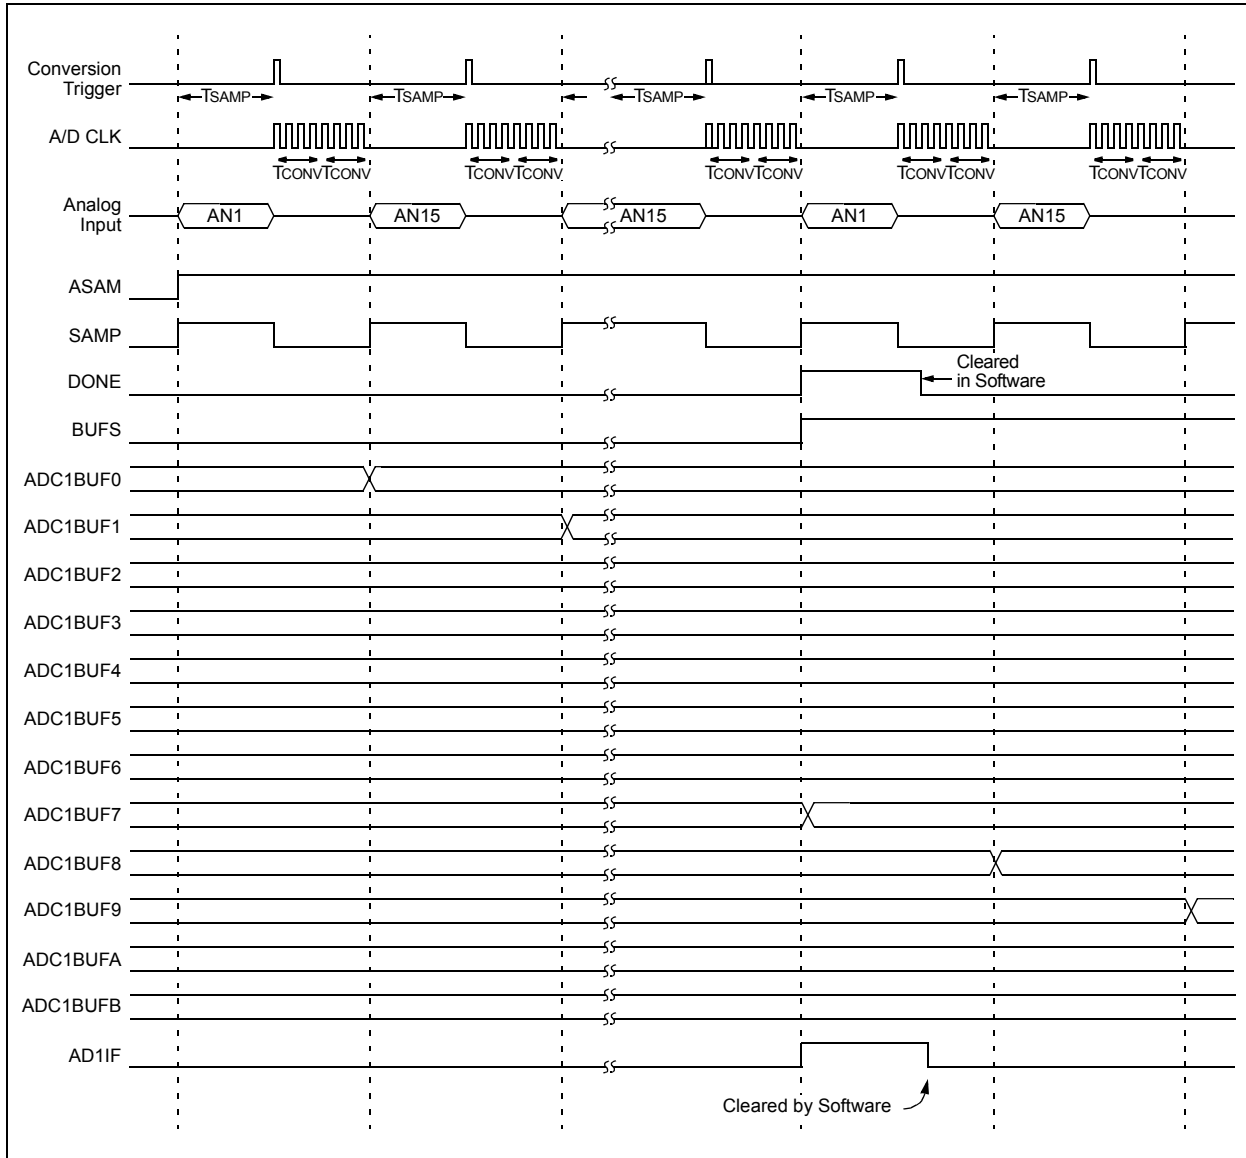 Conversion
Trigger
TSAMP TSAMP TSAMP TSAMP TSAMP
A/D CLK
TCONV TCONV TCONV TCONV TCONV TCONV TCONV TCONV TCONV TCONV
Analog
Input
AN1 AN15 AN15 AN1 AN15
ASAM
SAMP
DONE
Cleared
in Software
BUFS
ADC1BUF0
ADC1BUF1
ADC1BUF2
ADC1BUF3
ADC1BUF4
ADC1BUF5
ADC1BUF6
ADC1BUF7
ADC1BUF8
ADC1BUF9
ADC1BUFA
ADC1BUFB
AD1IF
Cleared by Software